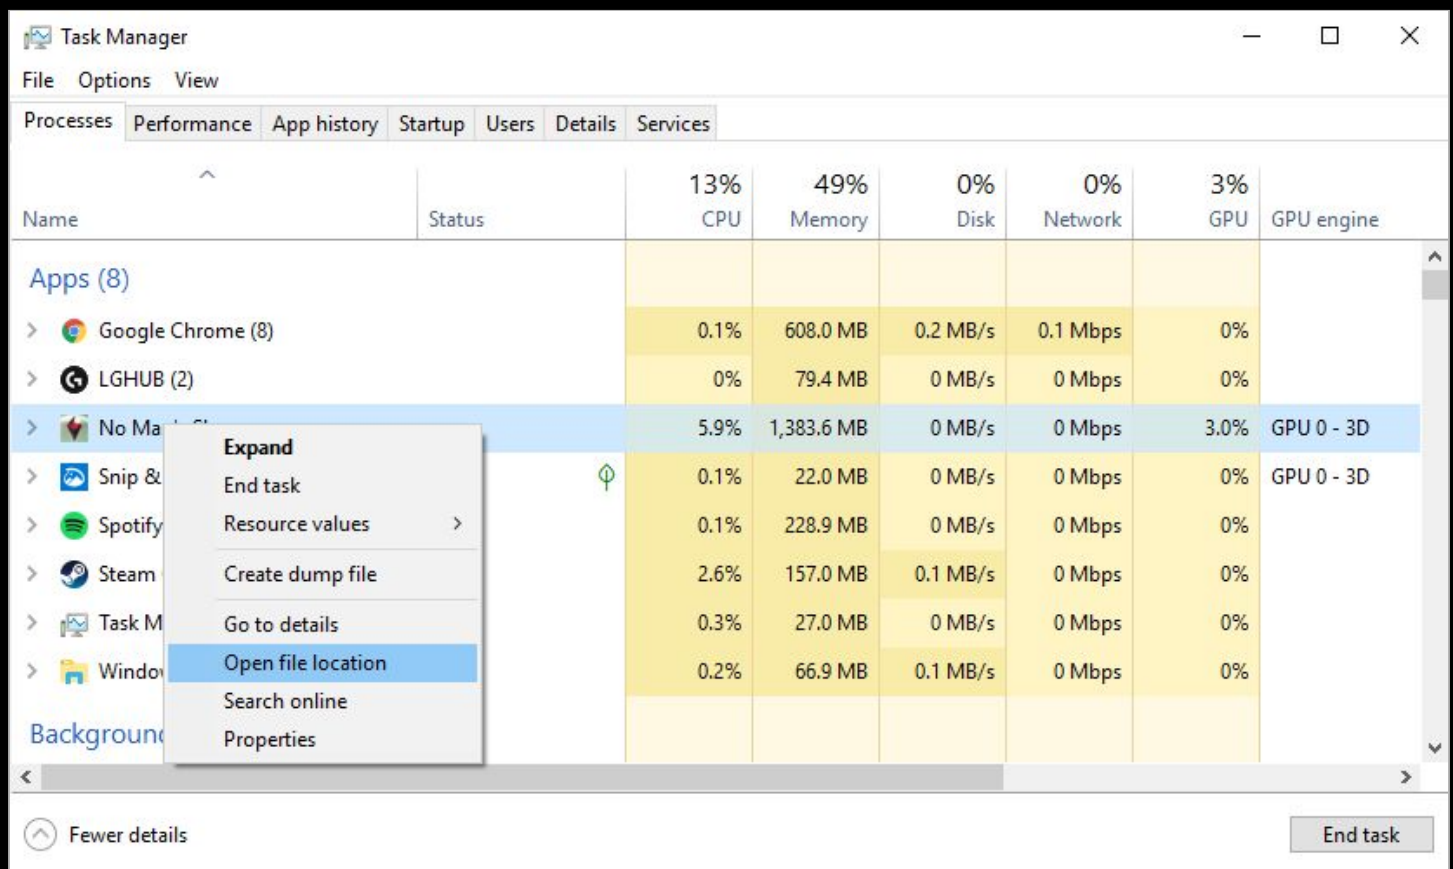 Task Manager
File Options View
Processes Performance App history Startup Users Details Services
13% 49% 0% 0% 3%
Name Status CPU Memory Disk Network GPU GPU engine
Apps (8)
Google Chrome (8) 0.1% 608.0 MB 0.2 MB/s 0.1 Mbps 0%
LGHUB (2) 0% 79.4 MB 0 MB/s 0 Mbps 0%
No 5.9% 1,383.6 MB 0 MB/s 0 Mbps 3.0% GPU 0 - 3D
Expand
Snip & 0.1% 22.0 MB 0 MB/s 0 Mbps 0% GPU 0 - 3D
End task
Spotify 0.1% 228.9 MB 0 MB/s 0 Mbps 0%
Resource values
Steam 2.6% 157.0 MB 0.1 MB/s 0 Mbps 0%
Create dump file
Task M 0.3% 27.0 MB 0 MB/s 0 Mbps 0%
Go to details
Windo 0.2% 66.9 MB 0.1 MB/s 0 Mbps 0%
Open file location
Search online
Background
Properties
Fewer details End task